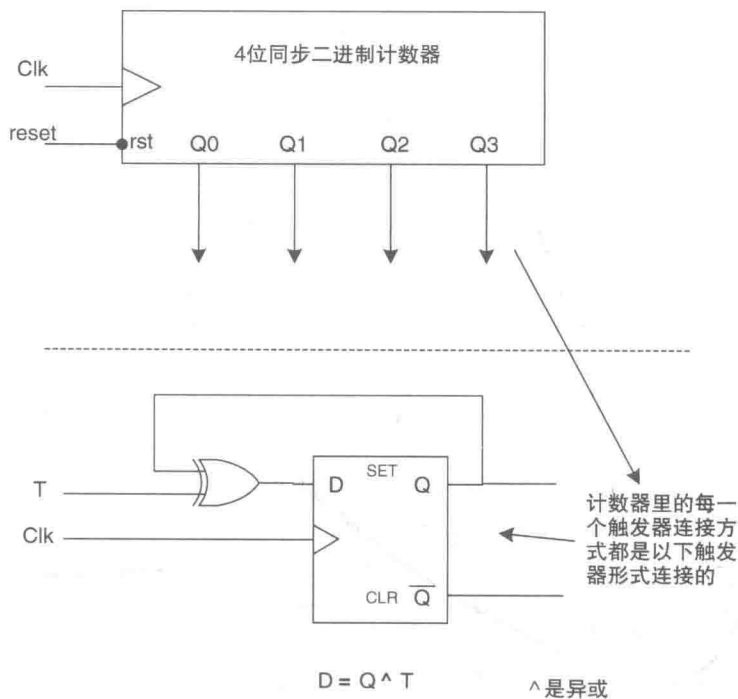 4位同步二进制计数器
Clk
reset
rst
Q0
Q1
Q2
Q3
SET
D
Q
T
Clk
CLR
Q̅
计数器里的每一
个触发器连接方
式都是以下触发
器形式连接的
D = Q ^ T
^ 是异或